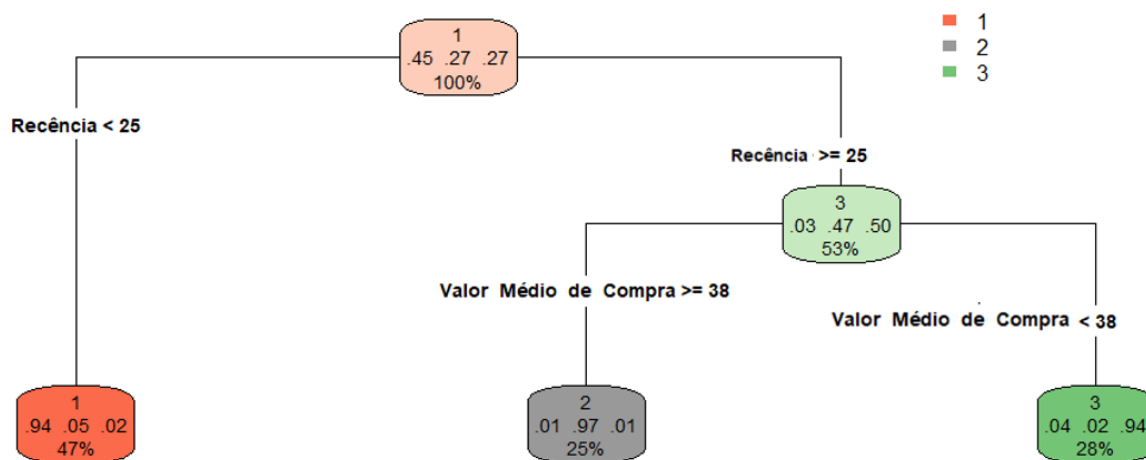 1
.45 .27 .27
100%
1
2
3
Recência < 25
Recência >= 25
3
.03 .47 .50
53%
Valor Médio de Compra >= 38
Valor Médio de Compra < 38
1
.94 .05 .02
47%
2
.01 .97 .01
25%
3
.04 .02 .94
28%